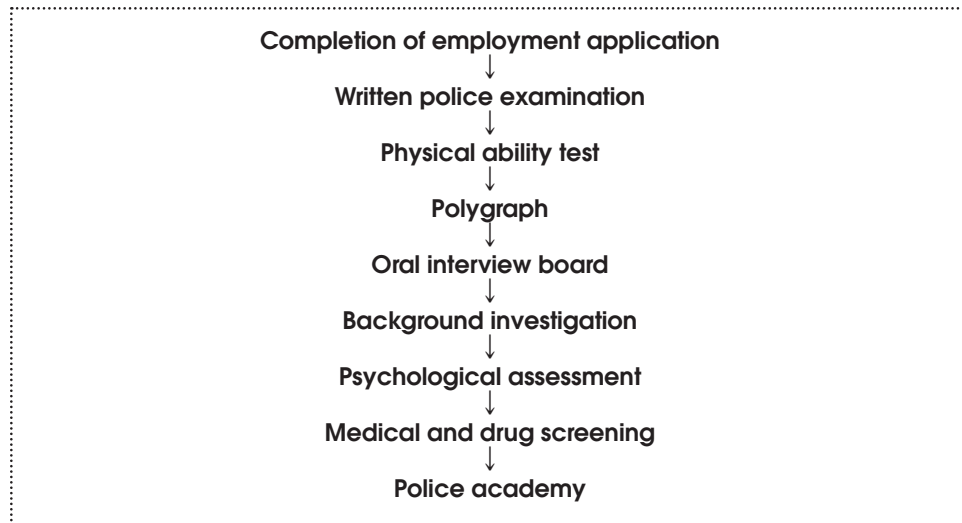 Completion of employment application
Written police examination
Physical ability test
Polygraph
Oral interview board
Background investigation
Psychological assessment
Medical and drug screening
Police academy